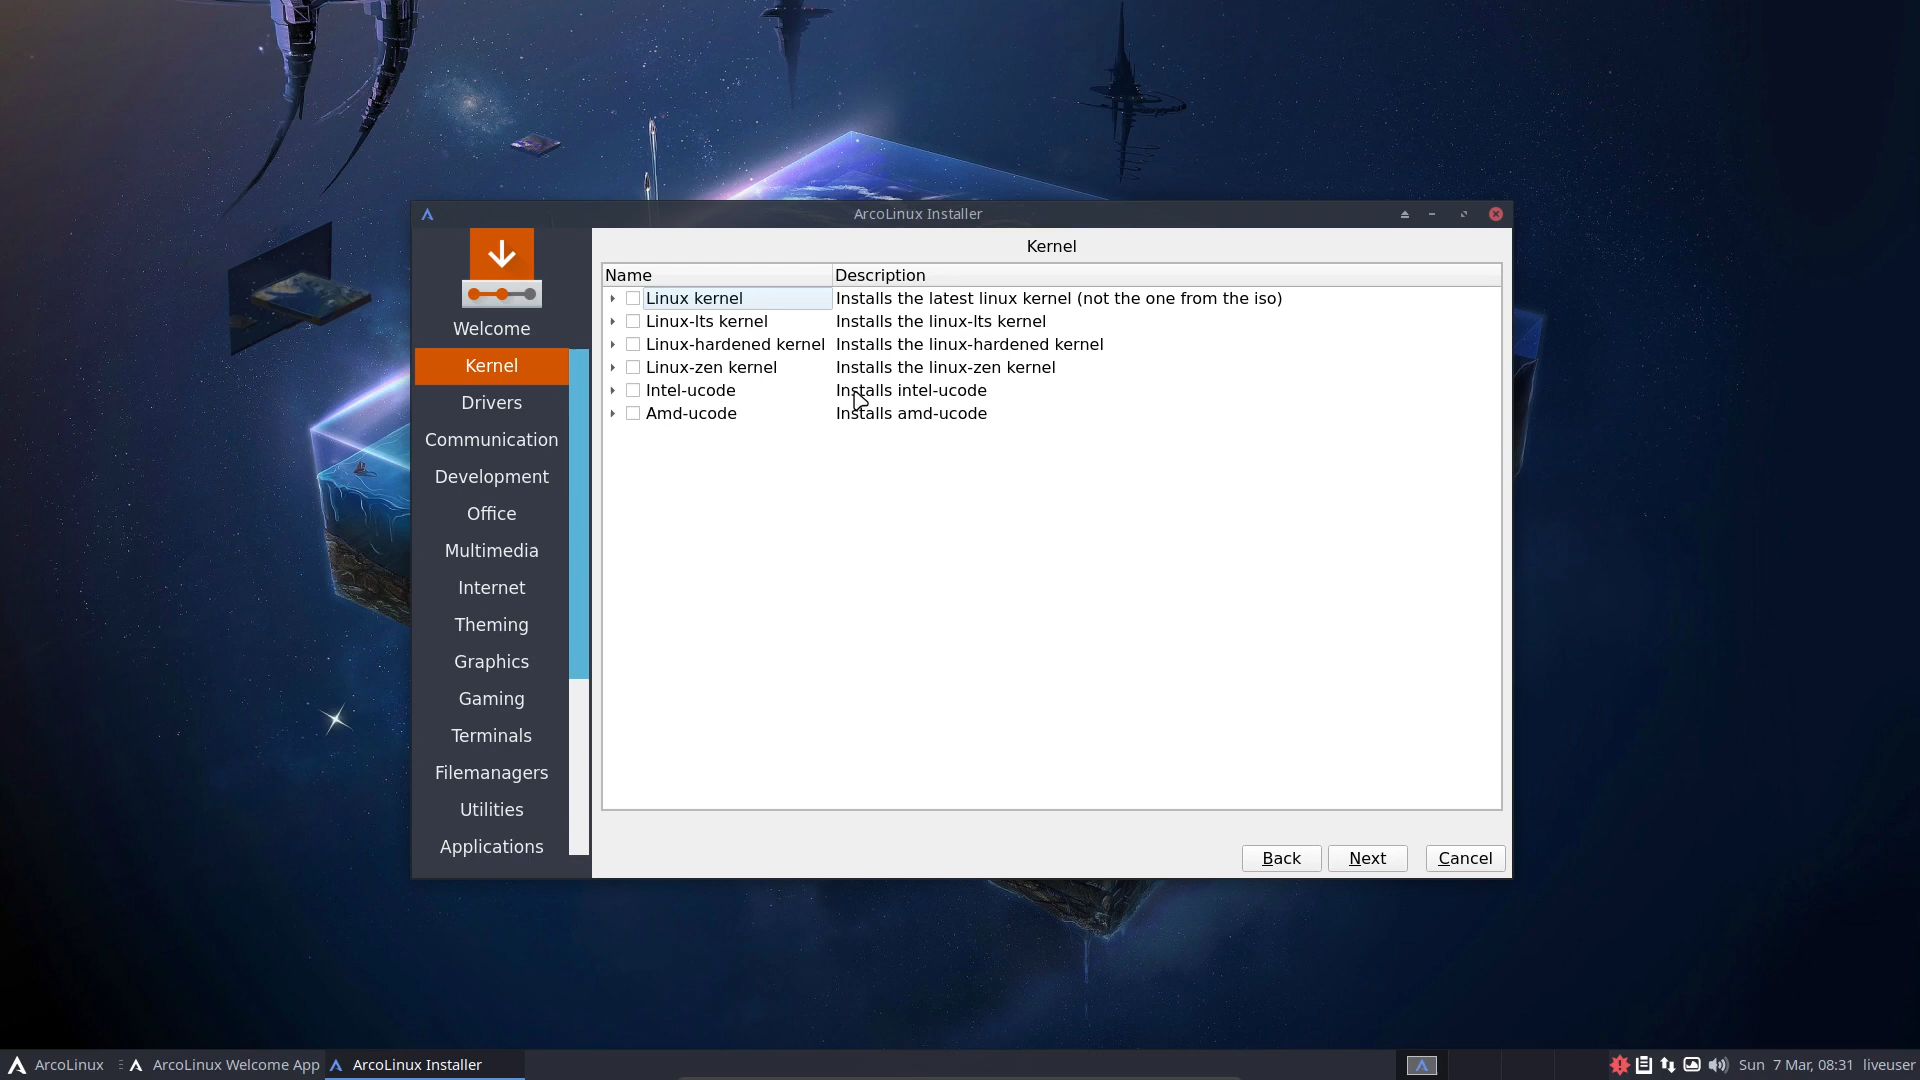 ArcoLinux Installer
Kernel
Name Description
Linux kernel Installs the latest linux kernel (not the one from the iso)
Linux-lts kernel Installs the linux-lts kernel
Linux-hardened kernel Installs the linux-hardened kernel
Linux-zen kernel Installs the linux-zen kernel
Intel-ucode Installs intel-ucode
Amd-ucode Installs amd-ucode
Welcome
Kernel
Drivers
Communication
Development
Office
Multimedia
Internet
Theming
Graphics
Gaming
Terminals
Filemanagers
Utilities
Applications
Back Next Cancel
ArcoLinux ArcoLinux Welcome App ArcoLinux Installer Sun 7 Mar, 08:31 liveuser